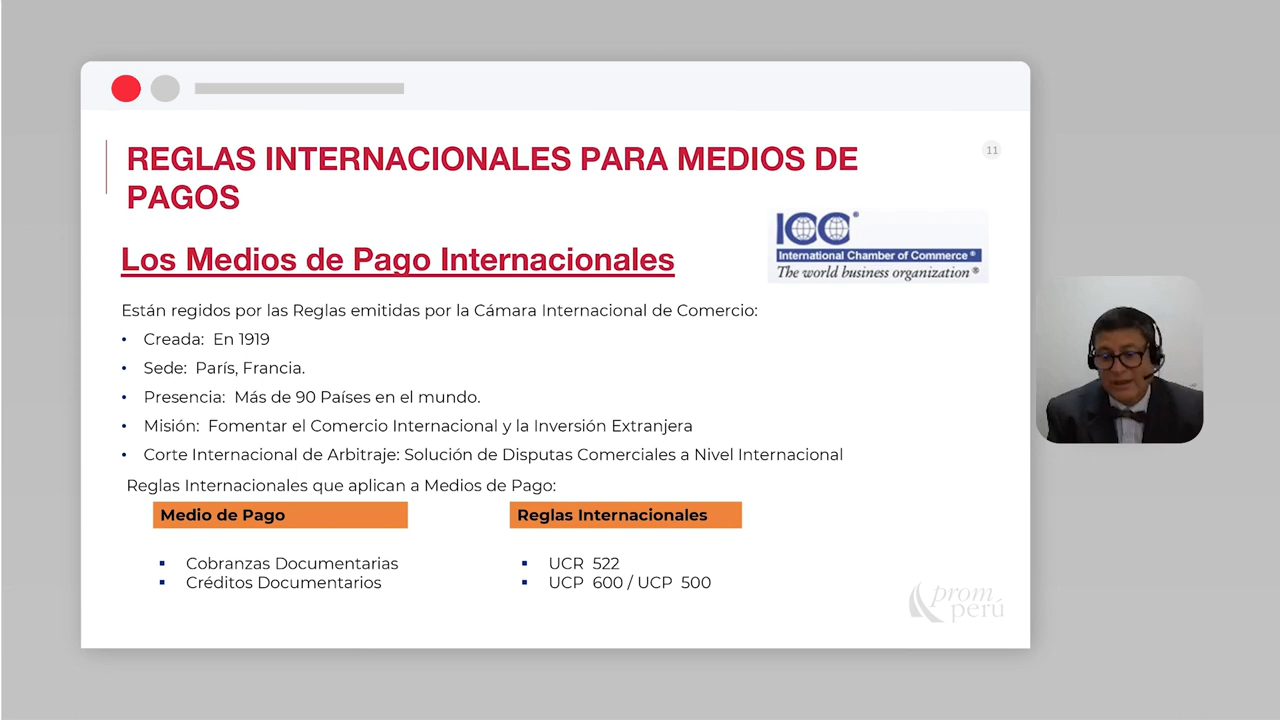 REGLAS INTERNACIONALES PARA MEDIOS DE
PAGOS
11
ICC®
International Chamber of Commerce®
The world business organization®
Los Medios de Pago Internacionales
Están regidos por las Reglas emitidas por la Cámara Internacional de Comercio:
• Creada: En 1919
• Sede: París, Francia.
• Presencia: Más de 90 Países en el mundo.
• Misión: Fomentar el Comercio Internacional y la Inversión Extranjera
• Corte Internacional de Arbitraje: Solución de Disputas Comerciales a Nivel Internacional
Reglas Internacionales que aplican a Medios de Pago:
Medio de Pago
▪ Cobranzas Documentarias
▪ Créditos Documentarios
Reglas Internacionales
▪ UCR 522
▪ UCP 600 / UCP 500
prom
perú